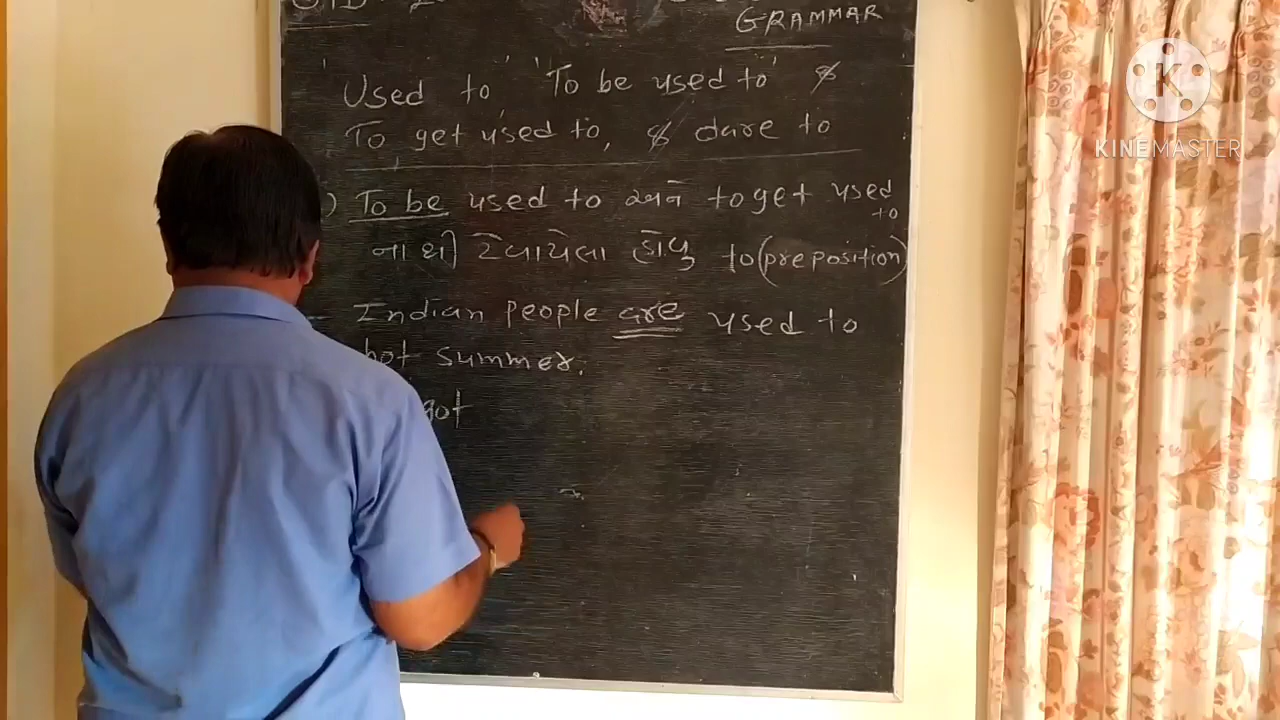 GRAMMAR
'Used to' 'To be used to' &
To get used to, & dare to
) To be used to અને to get used to
ના થી ટેવાયેલા હોવુ to (preposition)
Indian people are used to
hot summer.
got
KINEMASTER